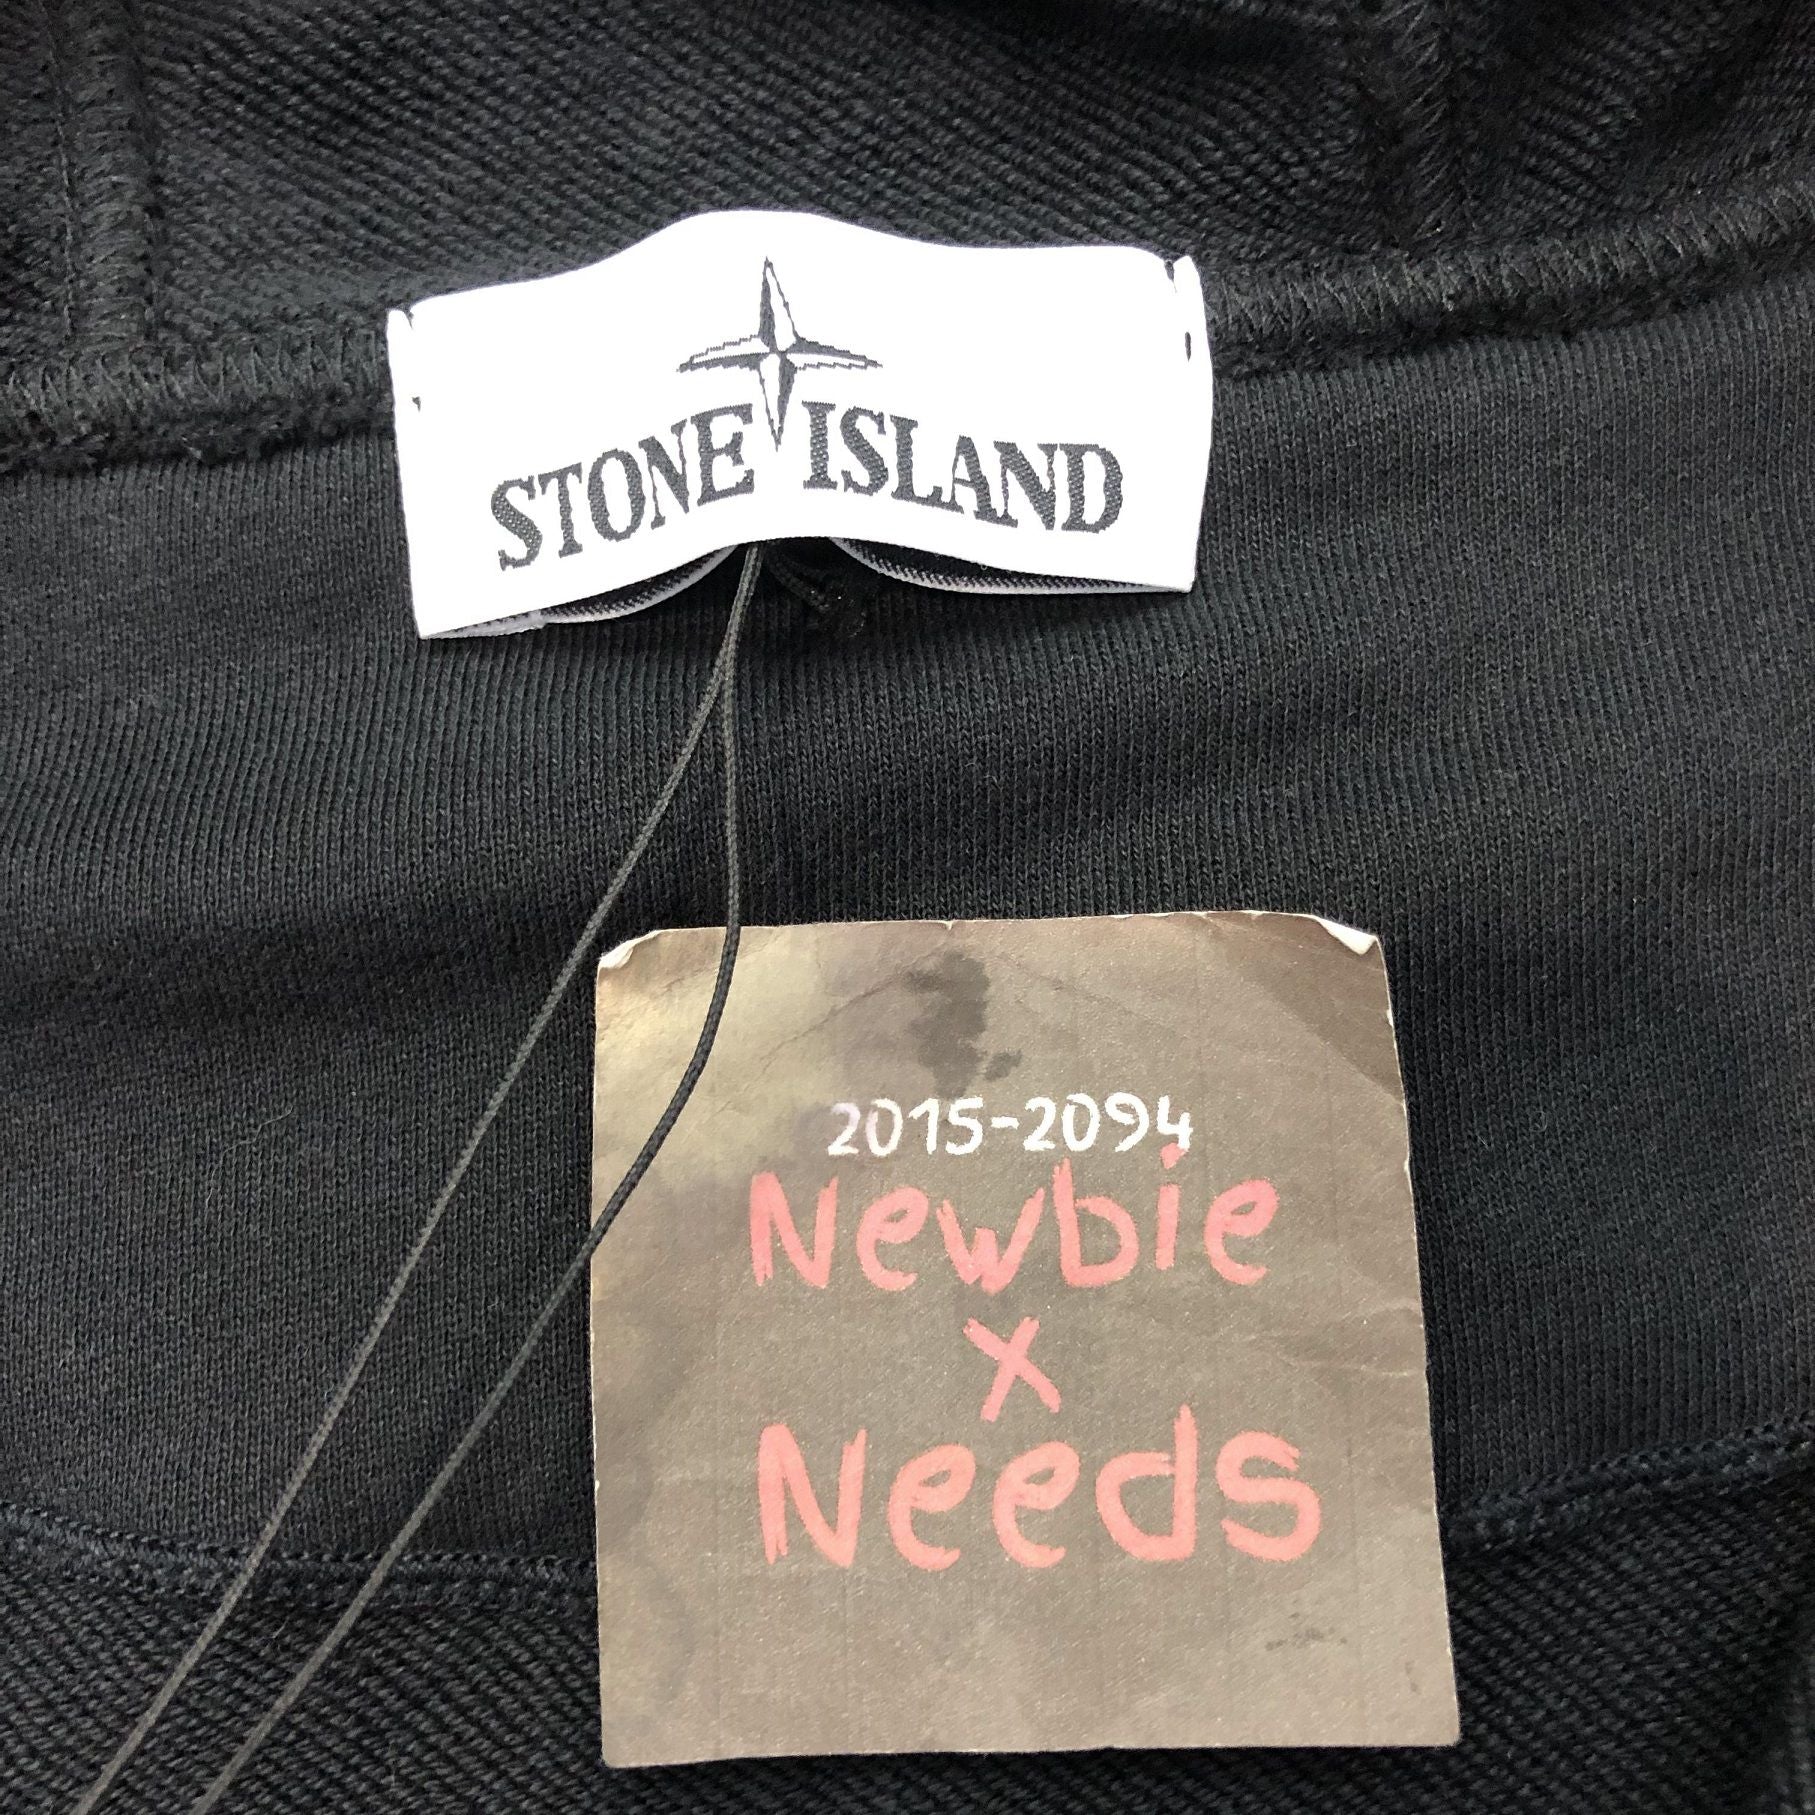 STONE ISLAND
2015-2094
Newbie
x
Needs